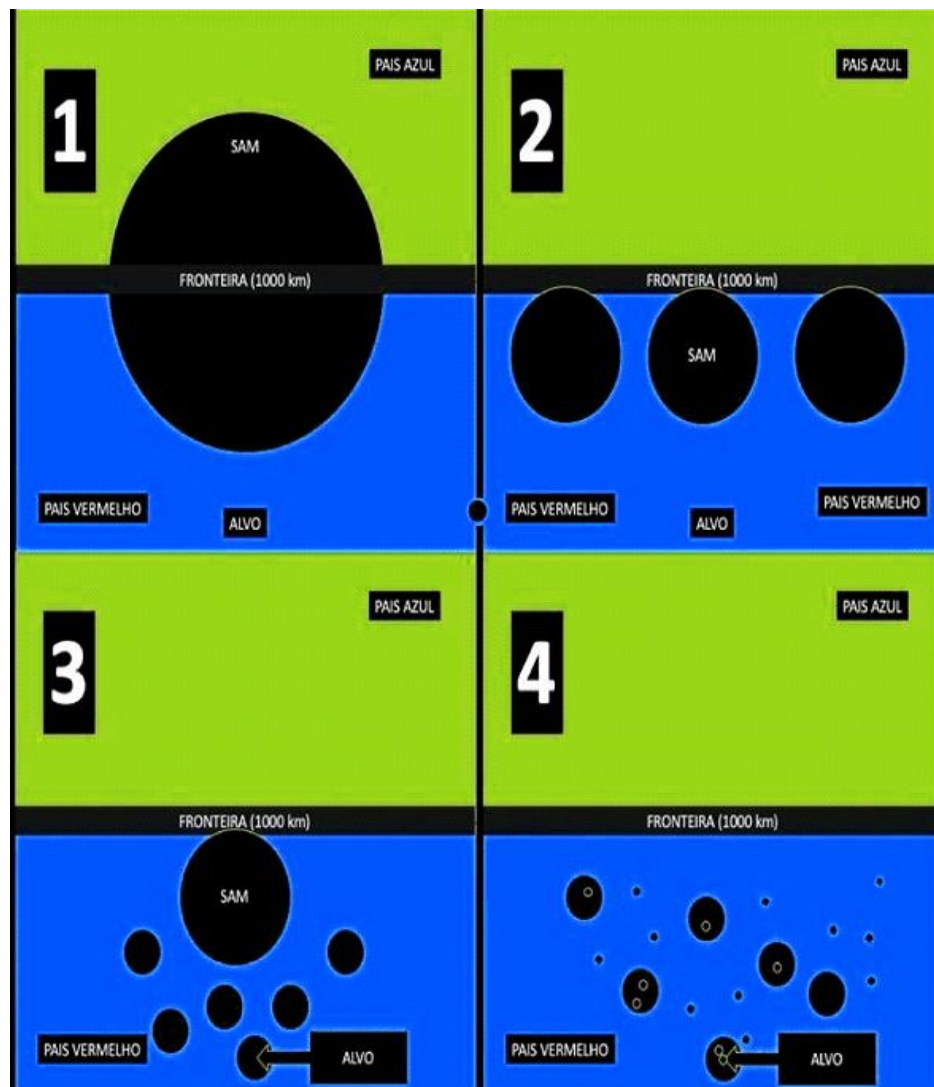 1
PAIS AZUL
SAM
FRONTEIRA (1000 km)
PAIS VERMELHO
ALVO
2
PAIS AZUL
FRONTEIRA (1000 km)
SAM
PAIS VERMELHO
ALVO
PAIS VERMELHO
3
PAIS AZUL
FRONTEIRA (1000 km)
SAM
PAIS VERMELHO
ALVO
4
PAIS AZUL
FRONTEIRA (1000 km)
PAIS VERMELHO
ALVO